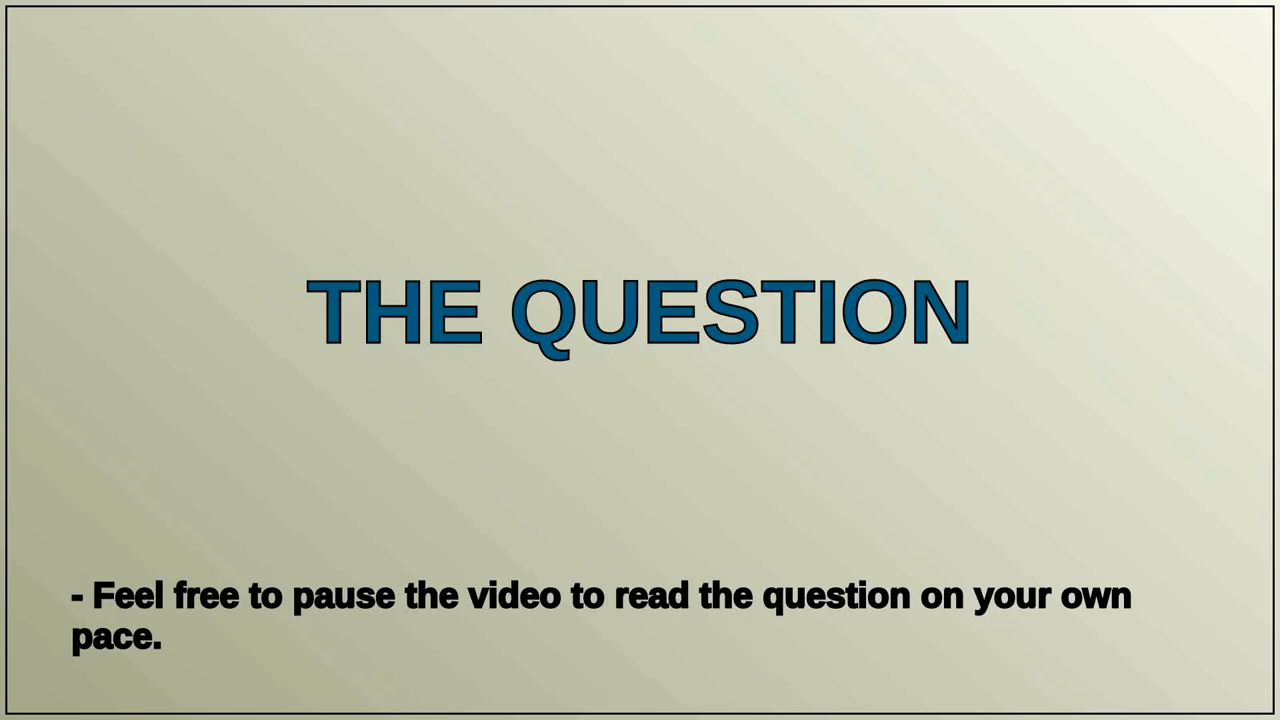 THE QUESTION
- Feel free to pause the video to read the question on your own
pace.